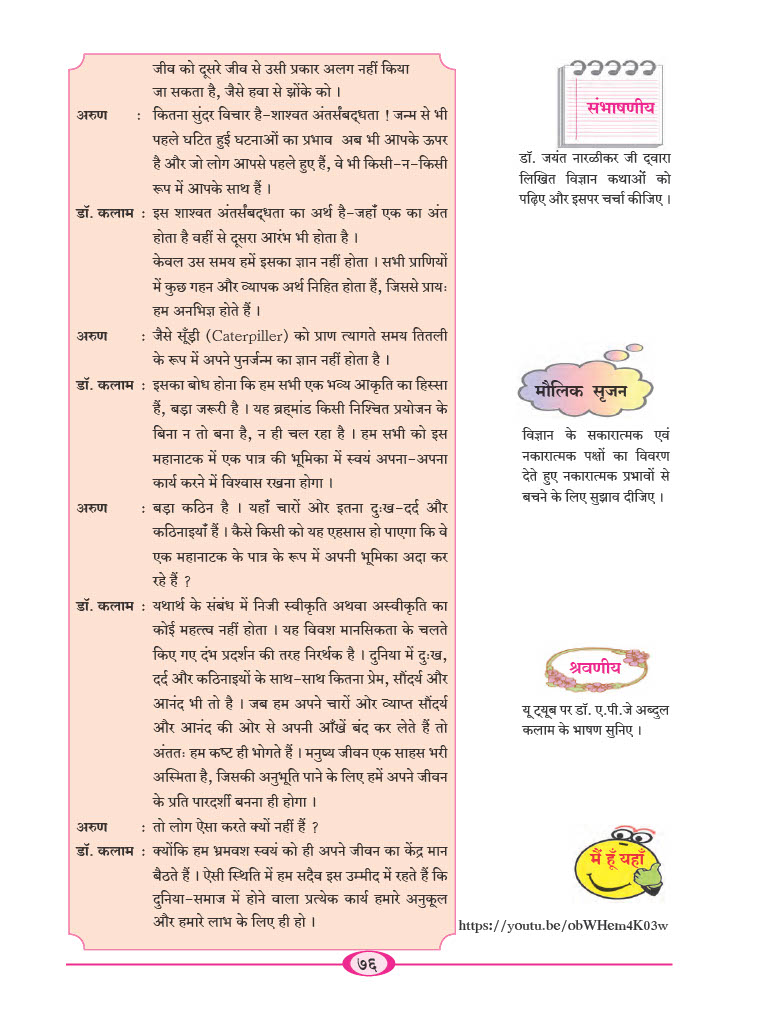 जीव को दूसरे जीव से उसी प्रकार अलग नहीं किया
जा सकता है, जैसे हवा से झोंके को ।
अरुण : कितना सुंदर विचार है-शाश्वत अंतर्संबद्धता ! जन्म से भी
पहले घटित हुई घटनाओं का प्रभाव अब भी आपके ऊपर
है और जो लोग आपसे पहले हुए हैं, वे भी किसी-न-किसी
रूप में आपके साथ हैं ।
डॉ. कलाम : इस शाश्वत अंतर्संबद्धता का अर्थ है-जहाँ एक का अंत
होता है वहीं से दूसरा आरंभ भी होता है ।
केवल उस समय हमें इसका ज्ञान नहीं होता । सभी प्राणियों
में कुछ गहन और व्यापक अर्थ निहित होता हैं, जिससे प्रायः
हम अनभिज्ञ होते हैं ।
अरुण : जैसे सूँड़ी (Caterpiller) को प्राण त्यागते समय तितली
के रूप में अपने पुनर्जन्म का ज्ञान नहीं होता है ।
डॉ. कलाम : इसका बोध होना कि हम सभी एक भव्य आकृति का हिस्सा
हैं, बड़ा जरूरी है । यह ब्रह्मांड किसी निश्चित प्रयोजन के
बिना न तो बना है, न ही चल रहा है । हम सभी को इस
महानाटक में एक पात्र की भूमिका में स्वयं अपना-अपना
कार्य करने में विश्वास रखना होगा ।
अरुण : बड़ा कठिन है । यहाँ चारों ओर इतना दुःख-दर्द और
कठिनाइयाँ हैं । कैसे किसी को यह एहसास हो पाएगा कि वे
एक महानाटक के पात्र के रूप में अपनी भूमिका अदा कर
रहे हैं ?
डॉ. कलाम : यथार्थ के संबंध में निजी स्वीकृति अथवा अस्वीकृति का
कोई महत्त्व नहीं होता । यह विवश मानसिकता के चलते
किए गए दंभ प्रदर्शन की तरह निरर्थक है । दुनिया में दुःख,
दर्द और कठिनाइयों के साथ-साथ कितना प्रेम, सौंदर्य और
आनंद भी तो है । जब हम अपने चारों ओर व्याप्त सौंदर्य
और आनंद की ओर से अपनी आँखें बंद कर लेते हैं तो
अंततः हम कष्ट ही भोगते हैं । मनुष्य जीवन एक साहस भरी
अस्मिता है, जिसकी अनुभूति पाने के लिए हमें अपने जीवन
के प्रति पारदर्शी बनना ही होगा ।
अरुण : तो लोग ऐसा करते क्यों नहीं हैं ?
डॉ. कलाम : क्योंकि हम भ्रमवश स्वयं को ही अपने जीवन का केंद्र मान
बैठते हैं । ऐसी स्थिति में हम सदैव इस उम्मीद में रहते हैं कि
दुनिया-समाज में होने वाला प्रत्येक कार्य हमारे अनुकूल
और हमारे लाभ के लिए ही हो ।
संभाषणीय
डॉ. जयंत नारळीकर जी द्वारा
लिखित विज्ञान कथाओं को
पढ़िए और इसपर चर्चा कीजिए ।
मौलिक सृजन
विज्ञान के सकारात्मक एवं
नकारात्मक पक्षों का विवरण
देते हुए नकारात्मक प्रभावों से
बचने के लिए सुझाव दीजिए ।
श्रवणीय
यू ट्यूब पर डॉ. ए.पी.जे अब्दुल
कलाम के भाषण सुनिए ।
मैं हूँ यहाँ
https://youtu.be/obWHem4K03w
७६